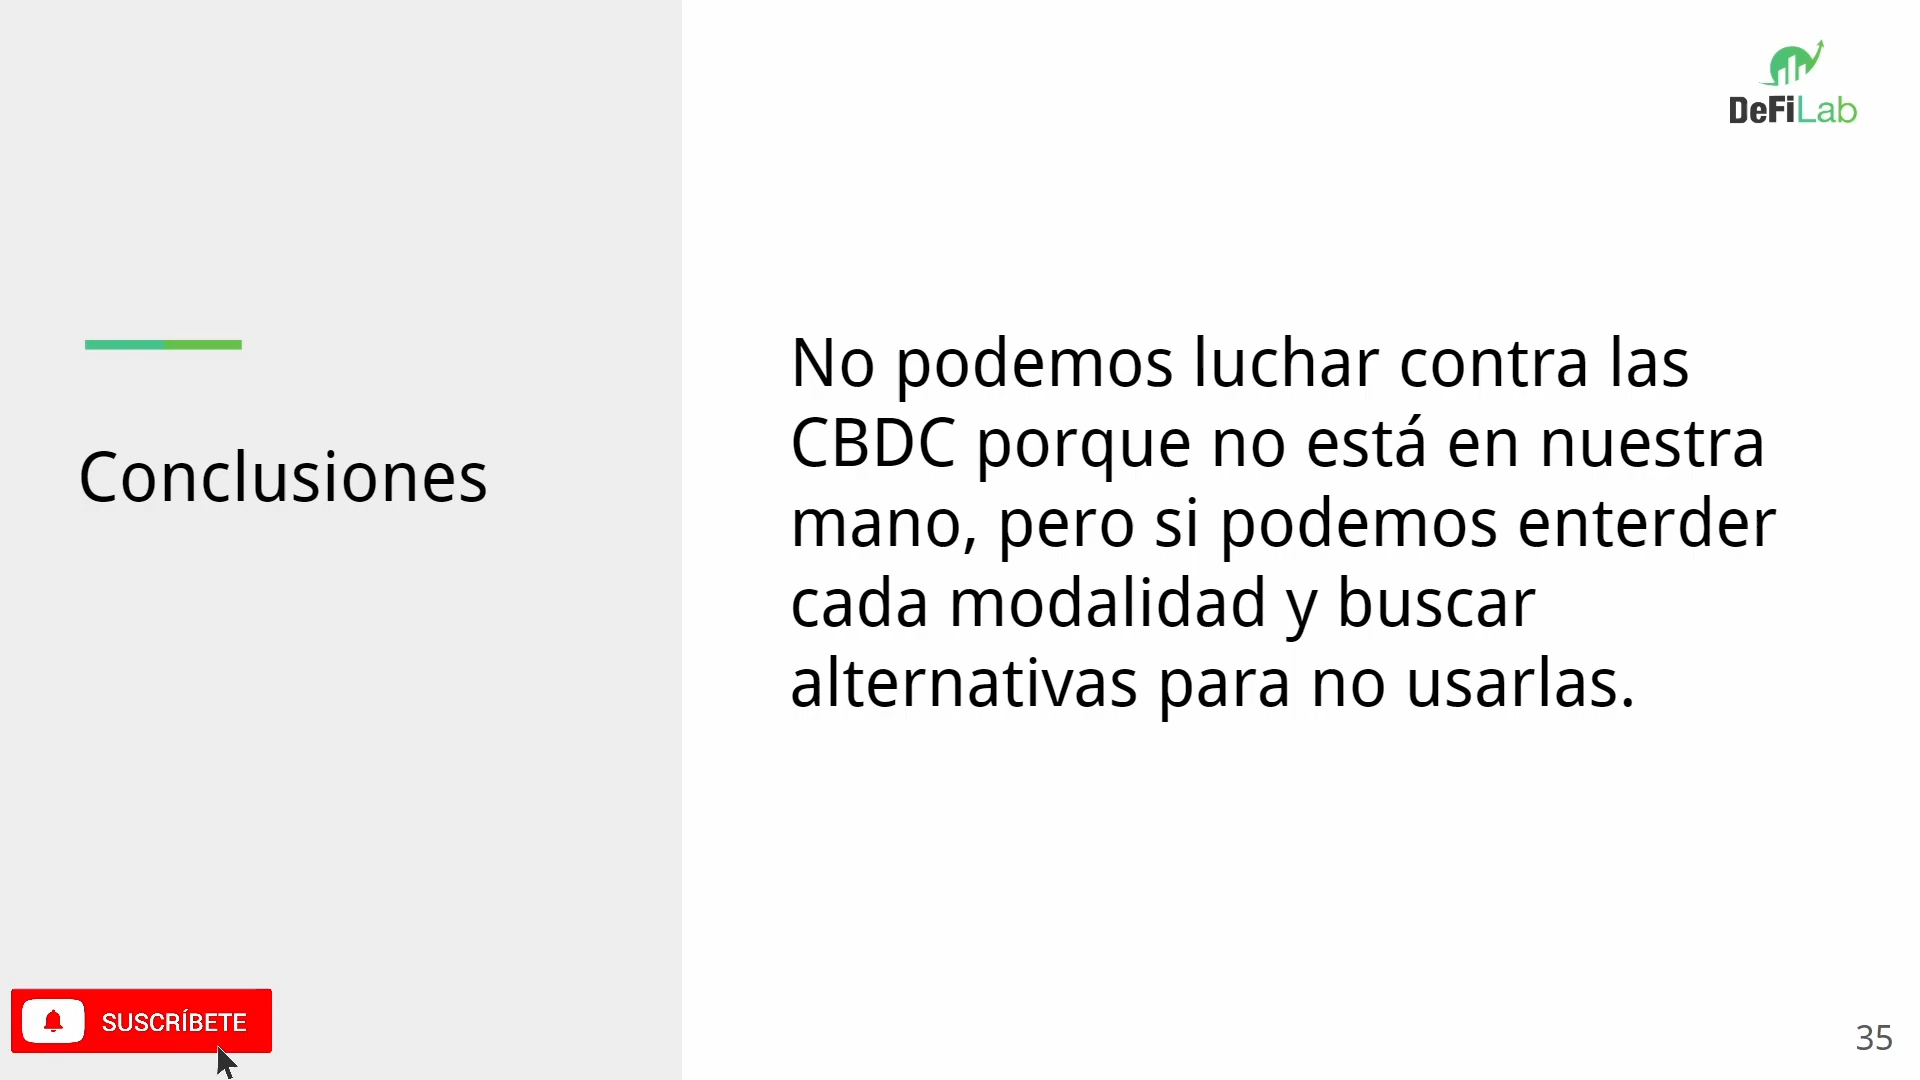 DeFiLab
Conclusiones
No podemos luchar contra las
CBDC porque no está en nuestra
mano, pero si podemos enterder
cada modalidad y buscar
alternativas para no usarlas.
SUSCRÍBETE
35